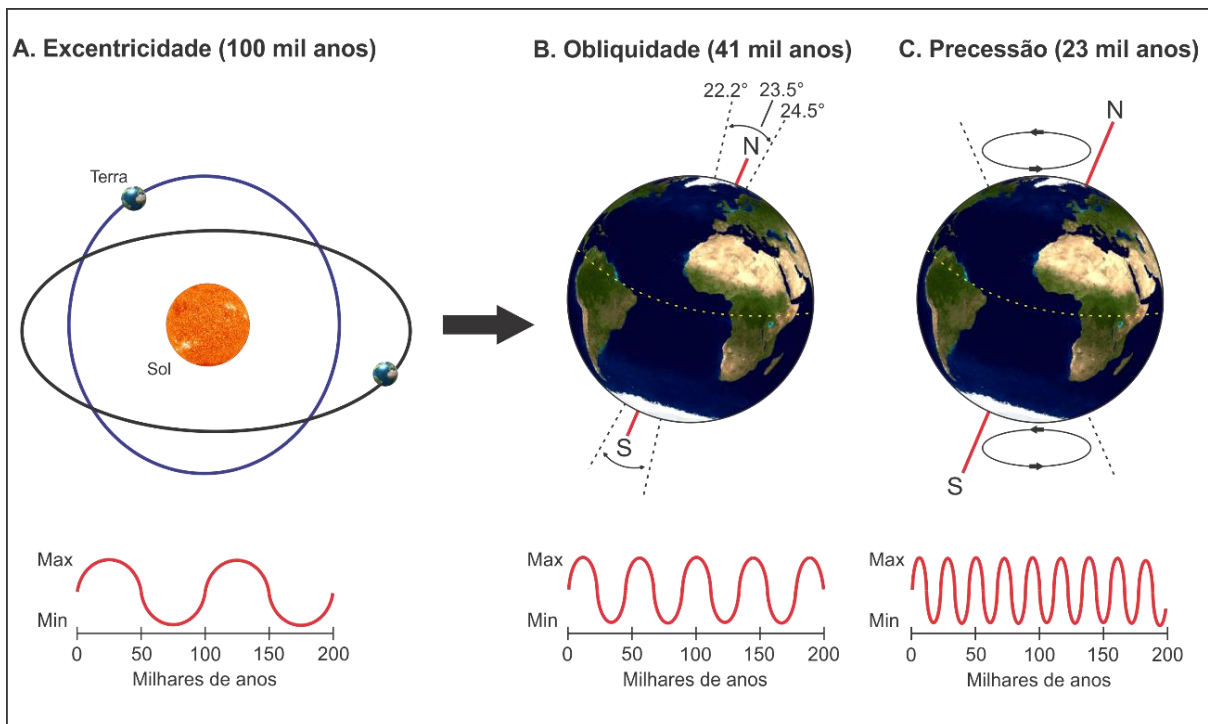 A. Excentricidade (100 mil anos)
Terra
Sol
Max
Min
0 50 100 150 200
Milhares de anos
B. Obliquidade (41 mil anos)
22.2° 23.5°
24.5°
N
S
Max
Min
0 50 100 150 200
Milhares de anos
C. Precessão (23 mil anos)
N
S
Max
Min
0 50 100 150 200
Milhares de anos